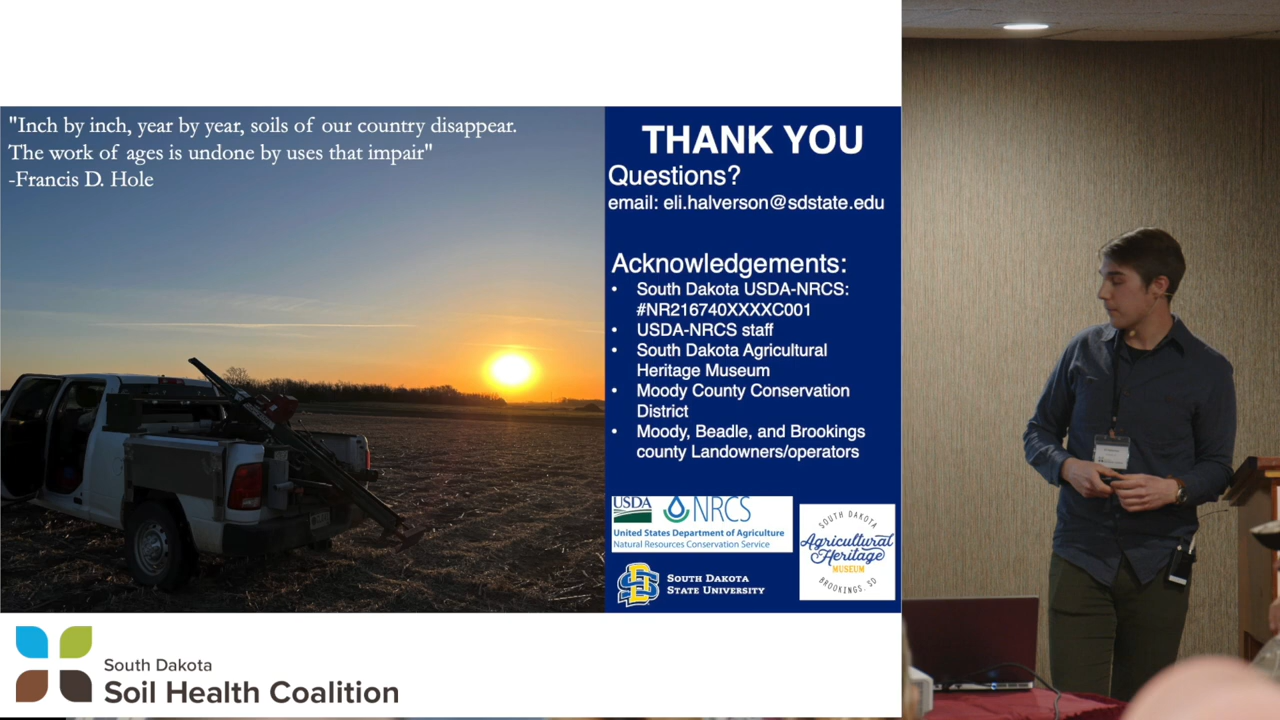 "Inch by inch, year by year, soils of our country disappear.
The work of ages is undone by uses that impair"
-Francis D. Hole
THANK YOU
Questions?
email: eli.halverson@sdstate.edu
Acknowledgements:
• South Dakota USDA-NRCS:
#NR216740XXXXC001
• USDA-NRCS staff
• South Dakota Agricultural
Heritage Museum
• Moody County Conservation
District
• Moody, Beadle, and Brookings
county Landowners/operators
USDA NRCS
United States Department of Agriculture
Natural Resources Conservation Service
SOUTH DAKOTA
Agricultural
Heritage
MUSEUM
BROOKINGS, SD
SOUTH DAKOTA
STATE UNIVERSITY
South Dakota
Soil Health Coalition